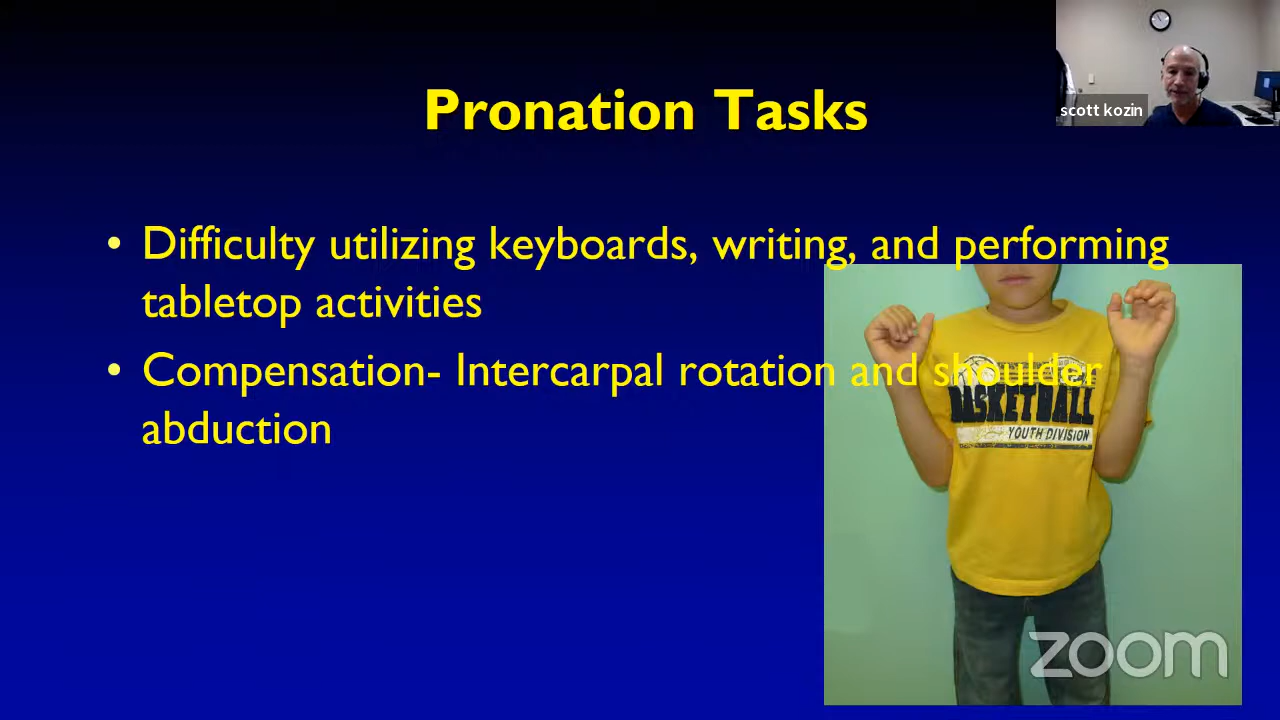 Pronation Tasks
scott kozin
• Difficulty utilizing keyboards, writing, and performing
tabletop activities
• Compensation- Intercarpal rotation and shoulder
abduction
BASKETBALL
YOUTH DIVISION
zoom